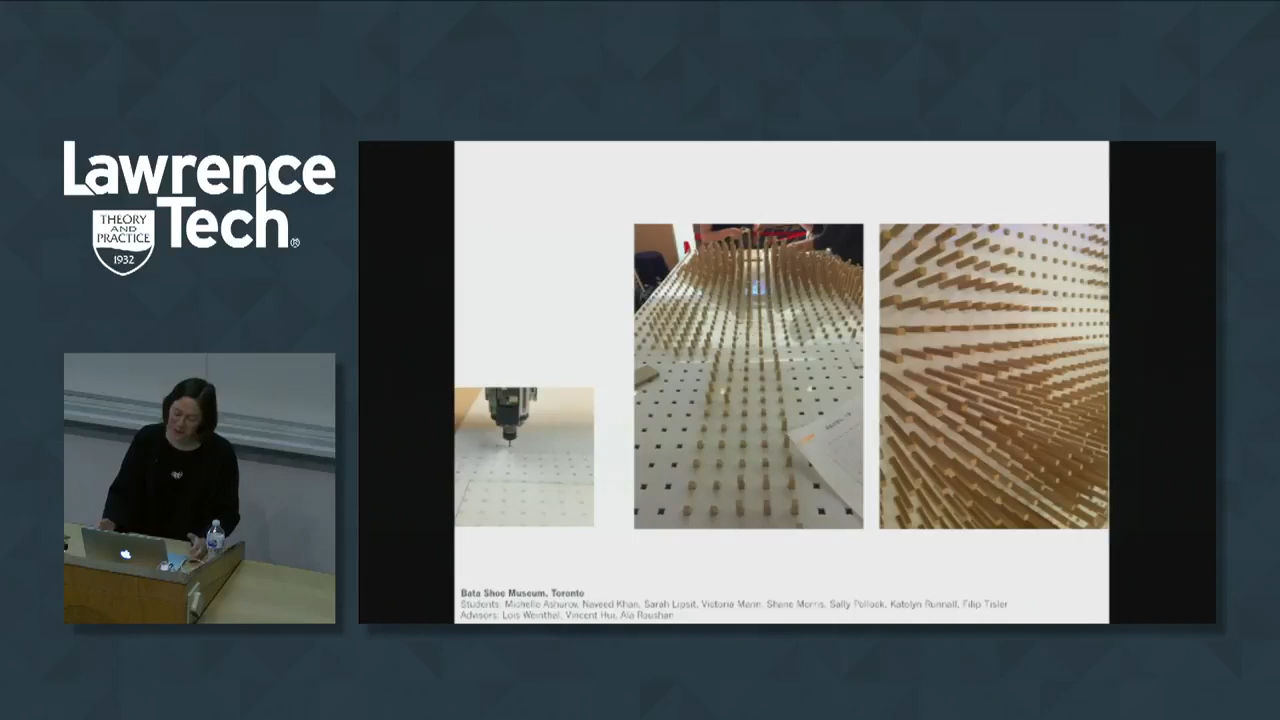 Lawrence
Tech®
THEORY
AND
PRACTICE
1932
Bata Shoe Museum, Toronto
Students: Michelle Ashurov, Naveed Khan, Sarah Lipsit, Victoria Mann, Shane Morris, Sally Pollock, Katelyn Runnall, Filip Tisler
Advisors: Lois Weinthal, Vincent Hui, Ala Roushan